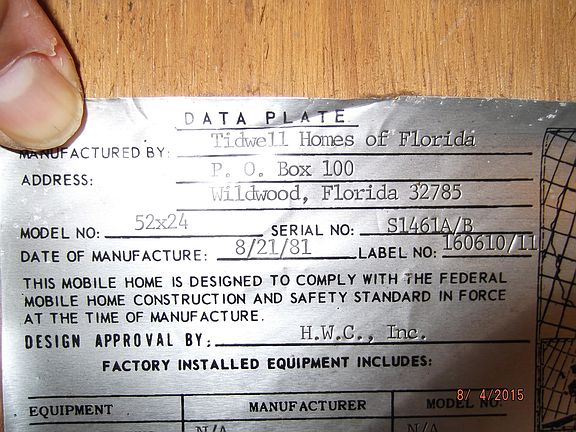 DATA PLATE
MANUFACTURED BY: Tidwell Homes of Florida
ADDRESS: P. O. Box 100
Wildwood, Florida 32785
MODEL NO: 52x24 SERIAL NO: S1461A/B
DATE OF MANUFACTURE: 8/21/81 LABEL NO: 160610/11
THIS MOBILE HOME IS DESIGNED TO COMPLY WITH THE FEDERAL
MOBILE HOME CONSTRUCTION AND SAFETY STANDARD IN FORCE
AT THE TIME OF MANUFACTURE.
DESIGN APPROVAL BY: H.W.C., Inc.
FACTORY INSTALLED EQUIPMENT INCLUDES:
8/ 4/2015
EQUIPMENT MANUFACTURER MODEL NO.
N/A N/A